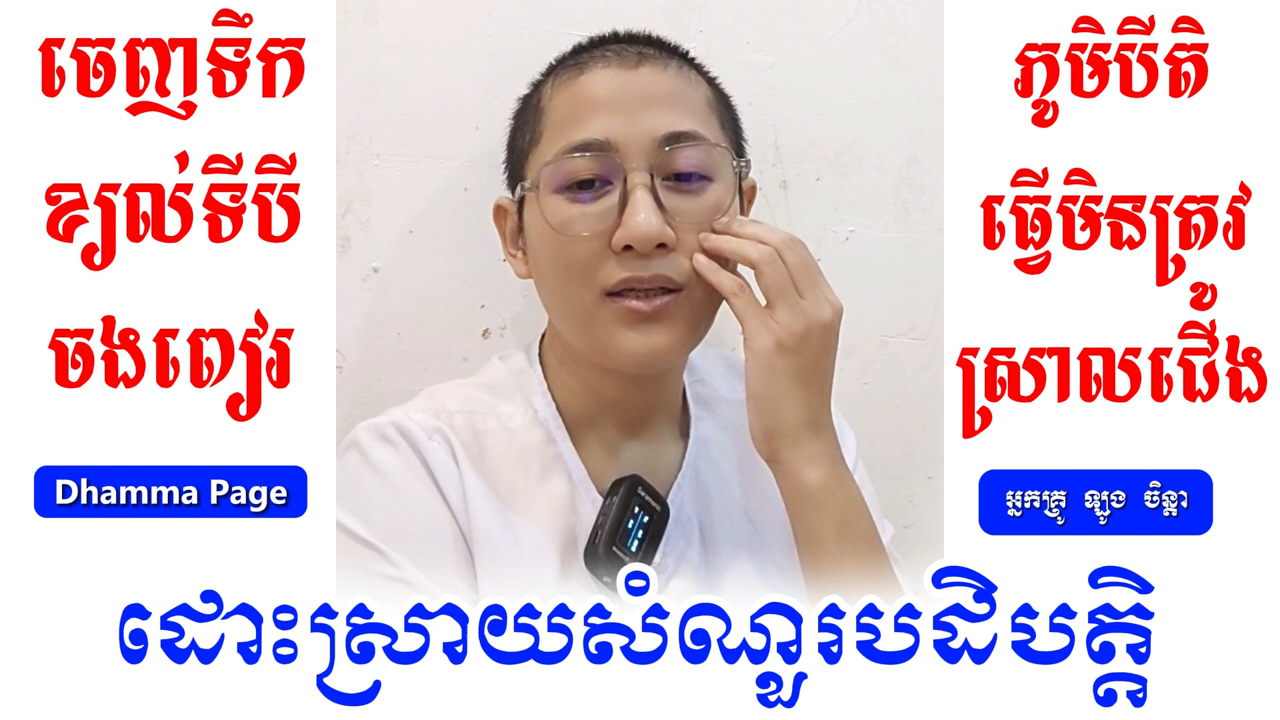 ចេញទឹក
ខ្យល់ទីបី
ចងពៀរ
Dhamma Page
ភូមិបីតិ
ធ្វើមិនត្រូវ
ស្រាលជើង
អ្នកគ្រូ ឡុង ចិន្តា
ដោះស្រាយសំណួរបដិបត្តិ
Saramonic